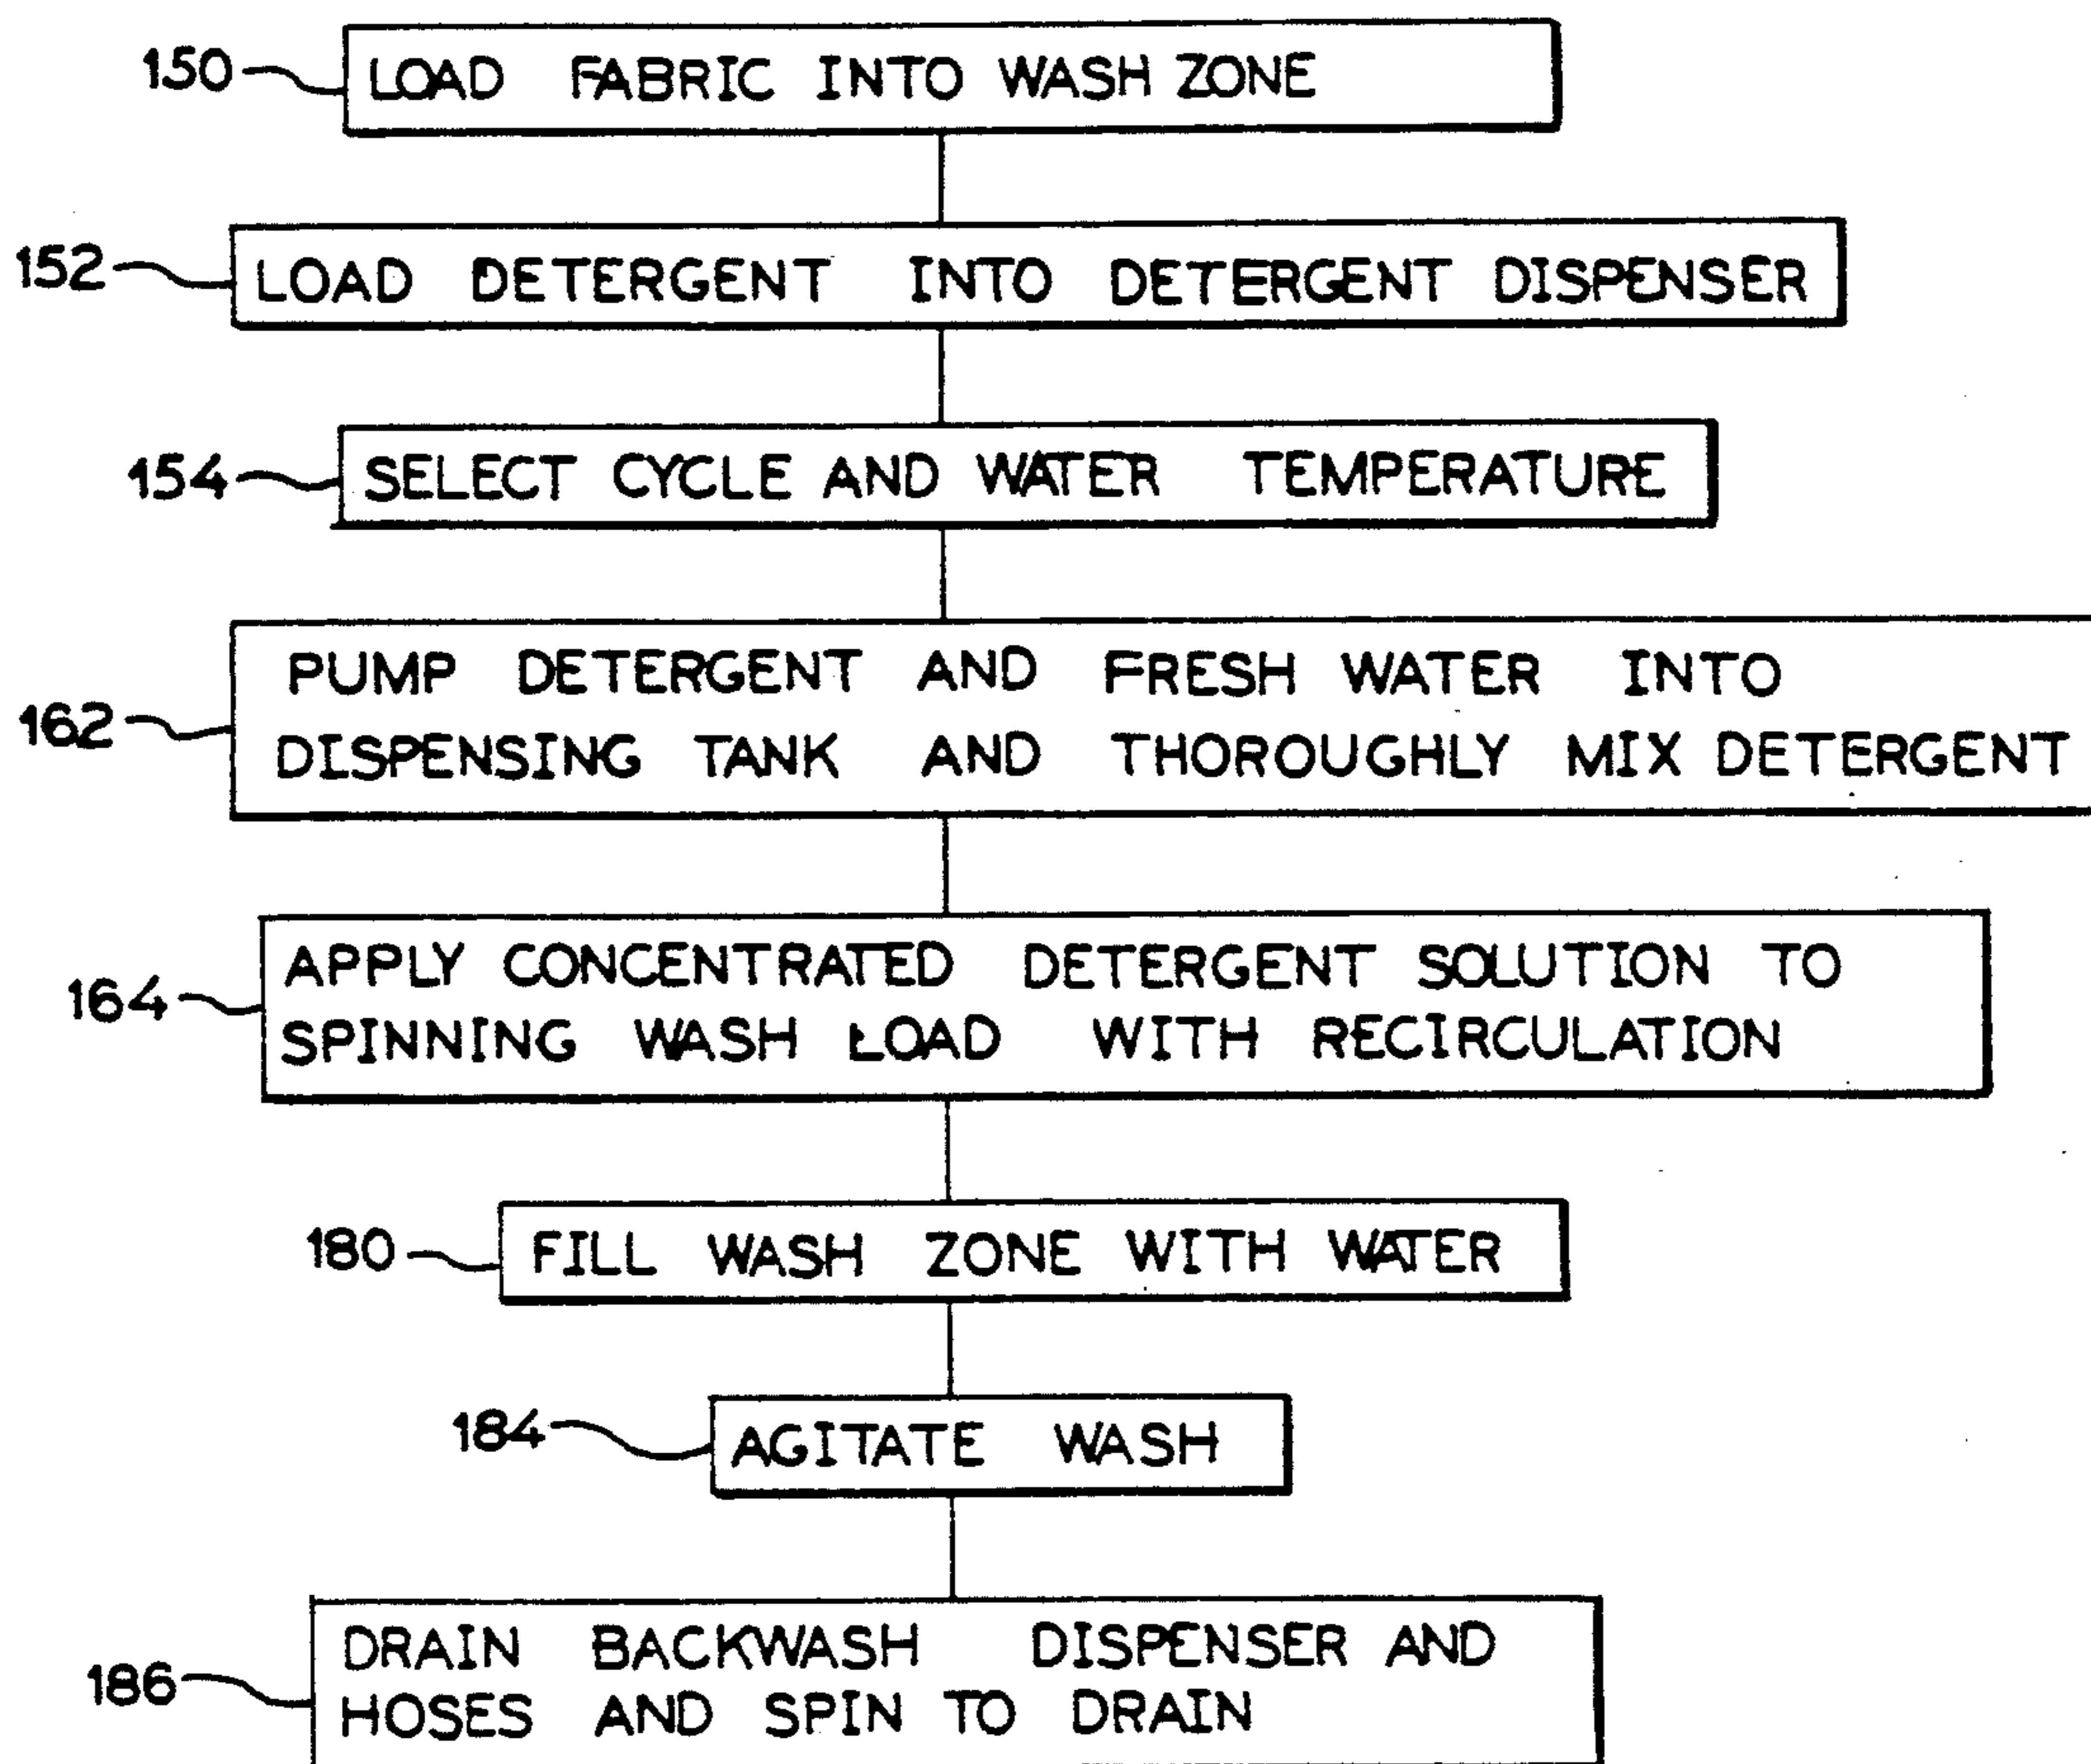 150 LOAD FABRIC INTO WASH ZONE
152 LOAD DETERGENT INTO DETERGENT DISPENSER
154 SELECT CYCLE AND WATER TEMPERATURE
PUMP DETERGENT AND FRESH WATER INTO
162 DISPENSING TANK AND THOROUGHLY MIX DETERGENT
APPLY CONCENTRATED DETERGENT SOLUTION TO
164 SPINNING WASH LOAD WITH RECIRCULATION
180 FILL WASH ZONE WITH WATER
184 AGITATE WASH
DRAIN BACKWASH DISPENSER AND
186 HOSES AND SPIN TO DRAIN